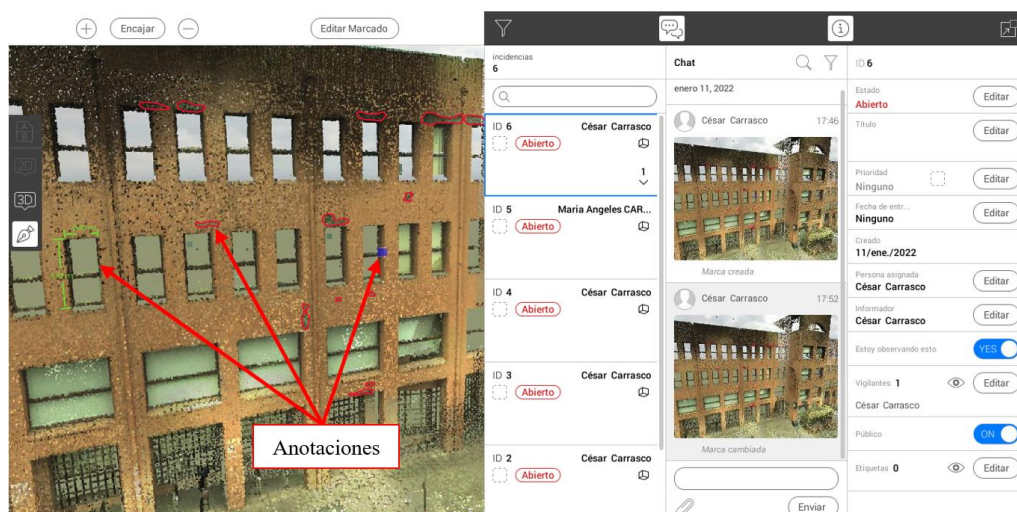 Encajar
Editar Marcado
A
B
2D
3D
Anotaciones
incidencias
6
ID 6 César Carrasco
Abierto
1
ID 5 Maria Angeles CAR...
Abierto
ID 4 César Carrasco
Abierto
ID 3 César Carrasco
Abierto
ID 2 César Carrasco
Abierto
Chat
enero 11, 2022
César Carrasco 17:46
Marca creada
César Carrasco 17:52
Marca cambiada
Enviar
ID 6
Estado
Abierto
Editar
Título
Editar
Prioridad
Ninguno
Editar
Fecha de entr...
Ninguno
Editar
Creado
11/ene./2022
Persona asignada
César Carrasco
Editar
Informador
César Carrasco
Editar
Estoy observando esto YES
Vigilantes 1 Editar
César Carrasco
Público ON
Etiquetas 0 Editar